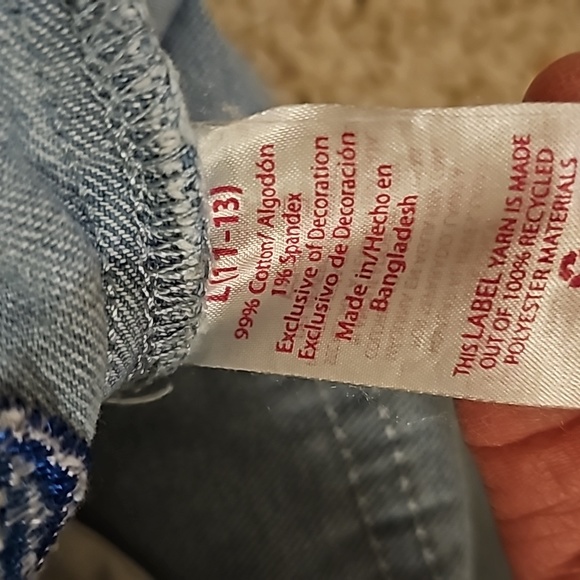 L(11-13)
99% Cotton/Algodón
1% Spandex
Exclusive of Decoration
Exclusivo de Decoración
Made in/Hecho en
Bangladesh
THIS LABEL YARN IS MADE
OUT OF 100% RECYCLED
POLYESTER MATERIALS